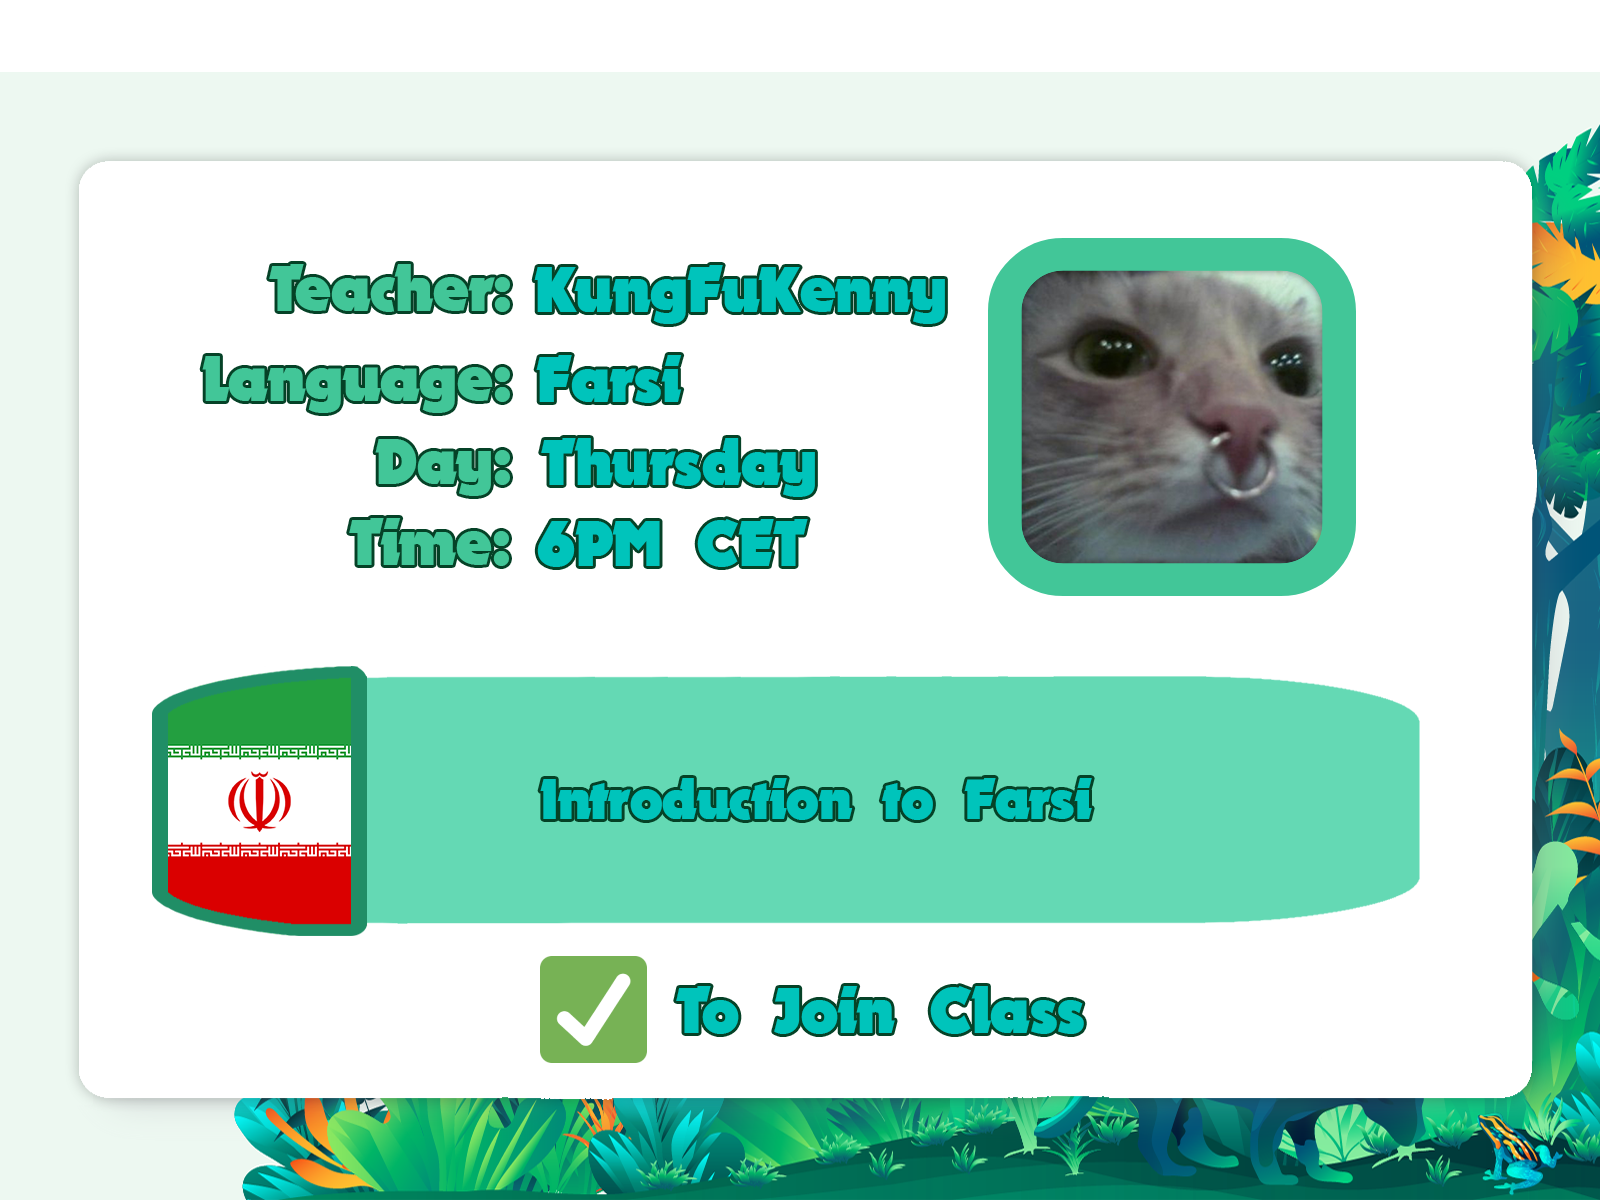 Teacher: KungFuKenny
Language: Farsi
Day: Thursday
Time: 6PM CET
Introduction to Farsi
To Join Class